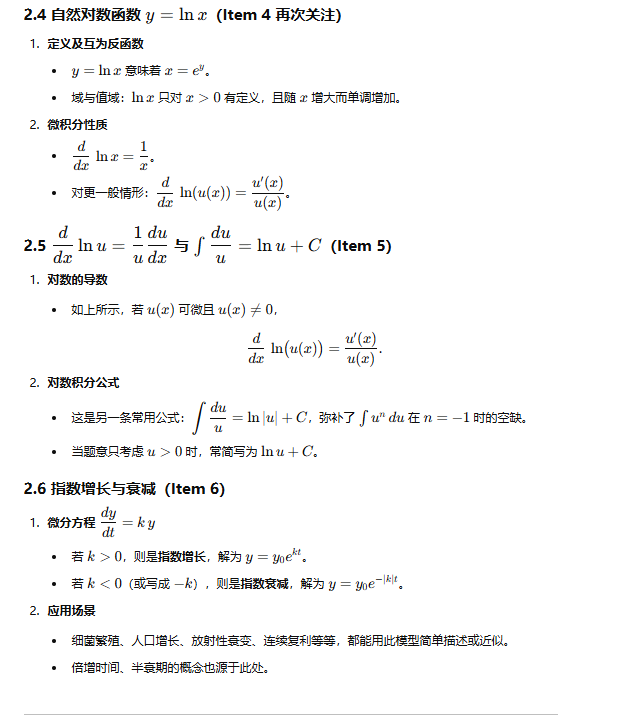 2.4 自然对数函数 y = ln x（Item 4 再次关注）
1. 定义及互为反函数
• y = ln x 意味着 x = e^y。
• 域与值域：ln x 只对 x > 0 有定义，且随 x 增大而单调增加。
2. 微积分性质
• d/dx ln x = 1/x。
• 对更一般情形：d/dx ln(u(x)) = u′(x)/u(x)。
2.5 d/dx ln u = 1/u du/dx 与 ∫ du/u = ln u + C（Item 5）
1. 对数的导数
• 如上所示，若 u(x) 可微且 u(x) ≠ 0，
d/dx ln(u(x)) = u′(x)/u(x).
2. 对数积分公式
• 这是另一条常用公式：∫ du/u = ln |u| + C，弥补了 ∫ u^n du 在 n = −1 时的空缺。
• 当题意只考虑 u > 0 时，常简写为 ln u + C。
2.6 指数增长与衰减（Item 6）
1. 微分方程 dy/dt = k y
• 若 k > 0，则是指数增长，解为 y = y₀e^{kt}。
• 若 k < 0（或写成 −k），则是指数衰减，解为 y = y₀e^{−|k|t}。
2. 应用场景
• 细菌繁殖、人口增长、放射性衰变、连续复利等等，都能用此模型简单描述或近似。
• 倍增时间、半衰期的概念也源于此处。